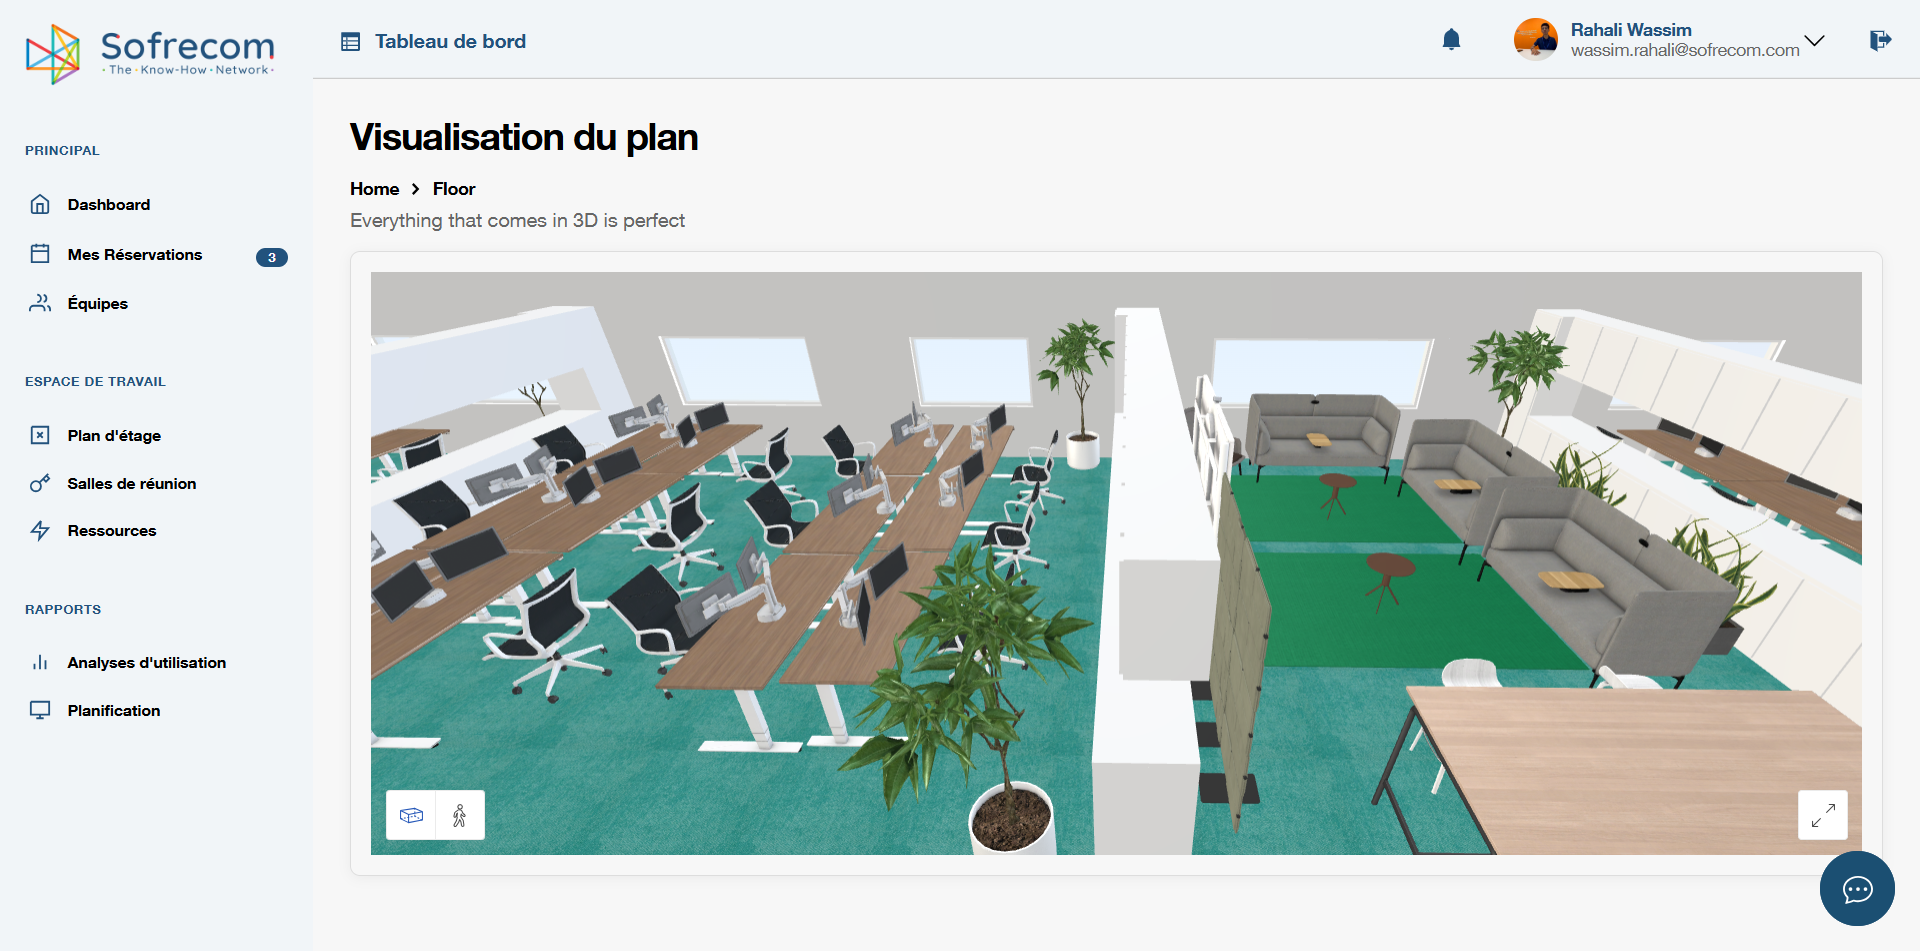 Sofrecom
· The · Know-How · Network ·
PRINCIPAL
Dashboard
Mes Réservations
3
Équipes
ESPACE DE TRAVAIL
Plan d'étage
Salles de réunion
Ressources
RAPPORTS
Analyses d'utilisation
Planification
Tableau de bord
Rahali Wassim
wassim.rahali@sofrecom.com
Visualisation du plan
Home > Floor
Everything that comes in 3D is perfect